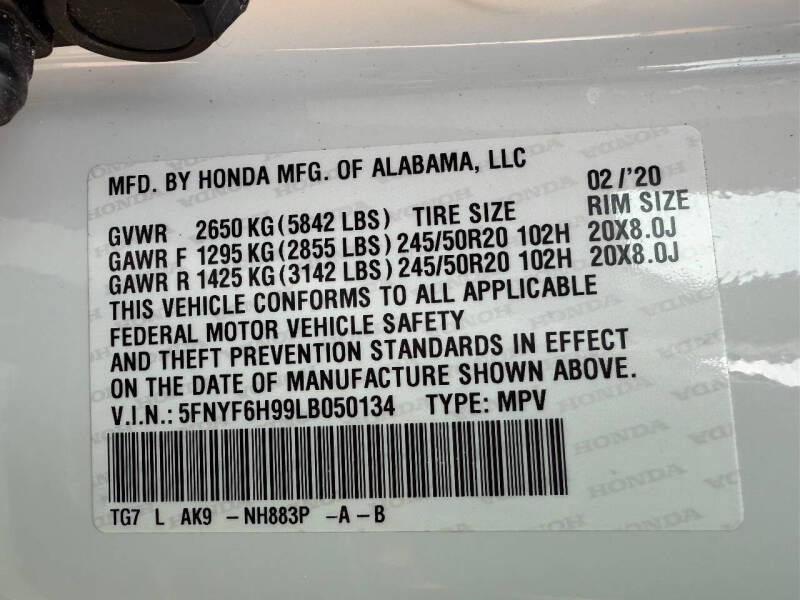 MFD. BY HONDA MFG. OF ALABAMA, LLC 02/'20
GVWR 2650 KG (5842 LBS) TIRE SIZE RIM SIZE
GAWR F 1295 KG (2855 LBS) 245/50R20 102H 20X8.0J
GAWR R 1425 KG (3142 LBS) 245/50R20 102H 20X8.0J
THIS VEHICLE CONFORMS TO ALL APPLICABLE
FEDERAL MOTOR VEHICLE SAFETY
AND THEFT PREVENTION STANDARDS IN EFFECT
ON THE DATE OF MANUFACTURE SHOWN ABOVE.
V.I.N.: 5FNYF6H99LB050134 TYPE: MPV
TG7 L AK9 -NH883P -A -B